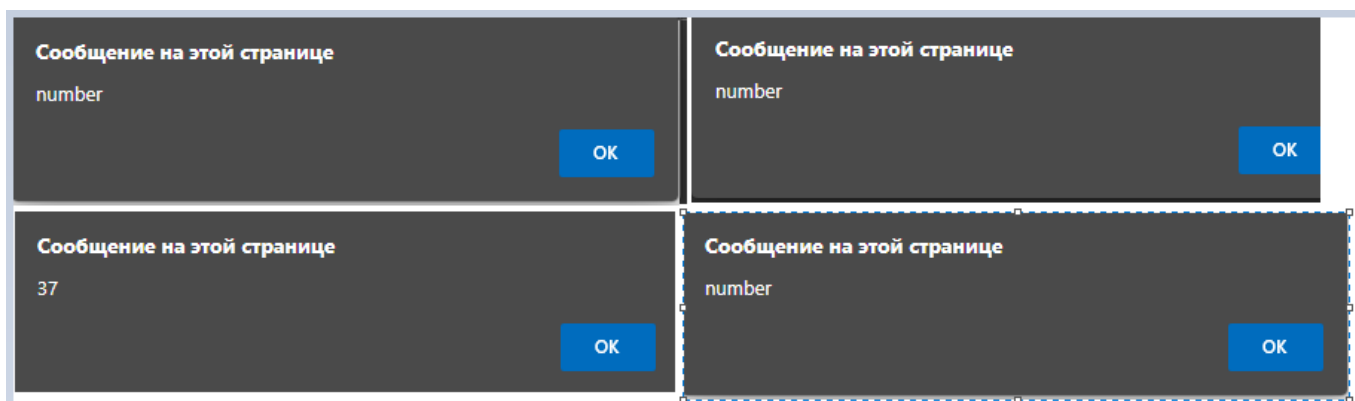 Сообщение на этой странице
number
OK
Сообщение на этой странице
number
OK
Сообщение на этой странице
37
OK
Сообщение на этой странице
number
OK